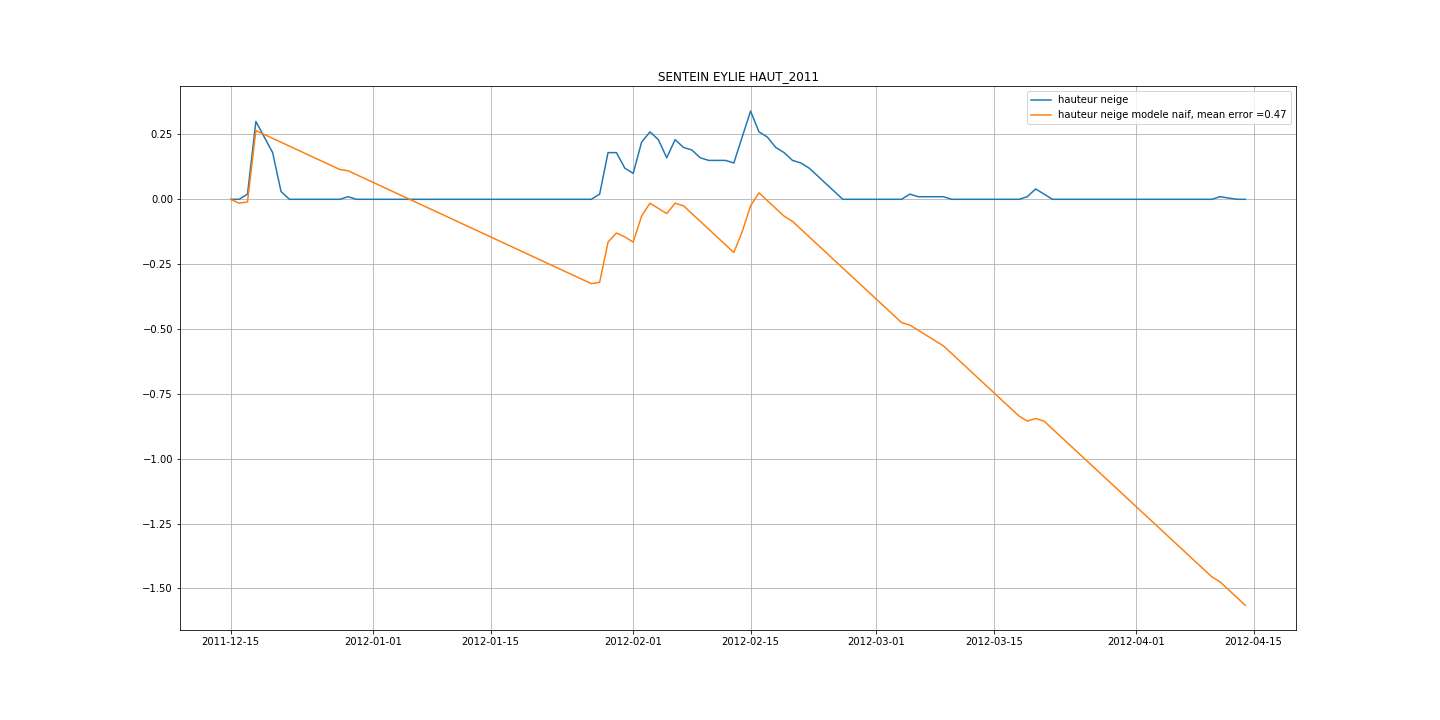 SENTEIN EYLIE HAUT_2011
hauteur neige
hauteur neige modele naif, mean error =0.47
0.25
0.00
−0.25
−0.50
−0.75
−1.00
−1.25
−1.50
2011-12-15 2012-01-01 2012-01-15 2012-02-01 2012-02-15 2012-03-01 2012-03-15 2012-04-01 2012-04-15